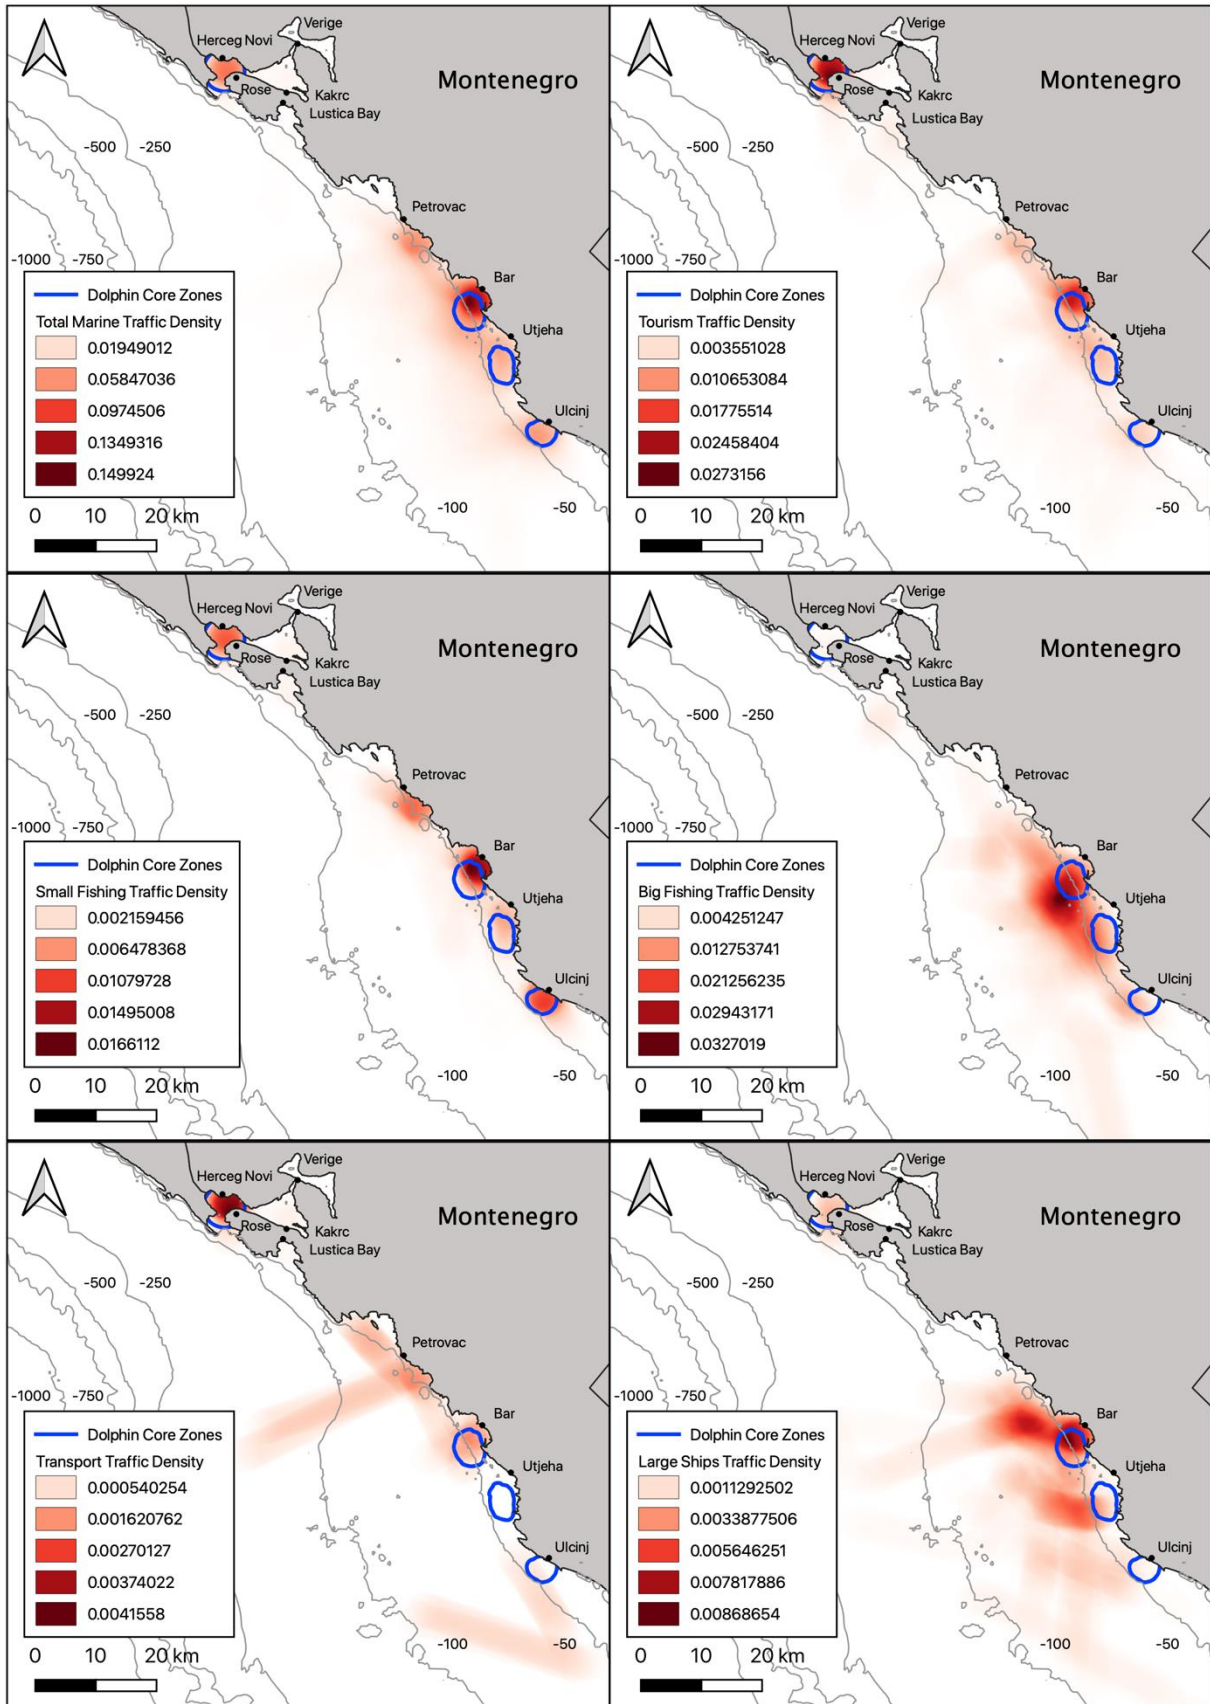 Verige
Herceg Novi
Montenegro
Rose
Kakrc
Lustica Bay
-500 -250
Petrovac
-1000 -750
Bar
Dolphin Core Zones
Total Marine Traffic Density
Utjeha
0.01949012
0.05847036
0.0974506
Ulcinj
0.1349316
0.149924
-100 -50
0 10 20 km
Verige
Herceg Novi
Montenegro
Rose
Kakrc
Lustica Bay
-500 -250
Petrovac
-1000 -750
Bar
Dolphin Core Zones
Tourism Traffic Density
Utjeha
0.003551028
0.010653084
0.01775514
Ulcinj
0.02458404
0.0273156
-100 -50
0 10 20 km
Verige
Herceg Novi
Montenegro
Rose
Kakrc
Lustica Bay
-500 -250
Petrovac
-1000 -750
Bar
Dolphin Core Zones
Small Fishing Traffic Density
Utjeha
0.002159456
0.006478368
0.01079728
Ulcinj
0.01495008
0.0166112
-100 -50
0 10 20 km
Verige
Herceg Novi
Montenegro
Rose
Kakrc
Lustica Bay
-500 -250
Petrovac
-1000 -750
Bar
Dolphin Core Zones
Big Fishing Traffic Density
Utjeha
0.004251247
0.012753741
0.021256235
Ulcinj
0.02943171
0.0327019
-100 -50
0 10 20 km
Verige
Herceg Novi
Montenegro
Rose
Kakrc
Lustica Bay
-500 -250
Petrovac
-1000 -750
Bar
Dolphin Core Zones
Transport Traffic Density
Utjeha
0.000540254
0.001620762
0.00270127
Ulcinj
0.00374022
0.0041558
-100 -50
0 10 20 km
Verige
Herceg Novi
Montenegro
Rose
Kakrc
Lustica Bay
-500 -250
Petrovac
-1000 -750
Bar
Dolphin Core Zones
Large Ships Traffic Density
Utjeha
0.0011292502
0.0033877506
0.005646251
Ulcinj
0.007817886
0.00868654
-100 -50
0 10 20 km